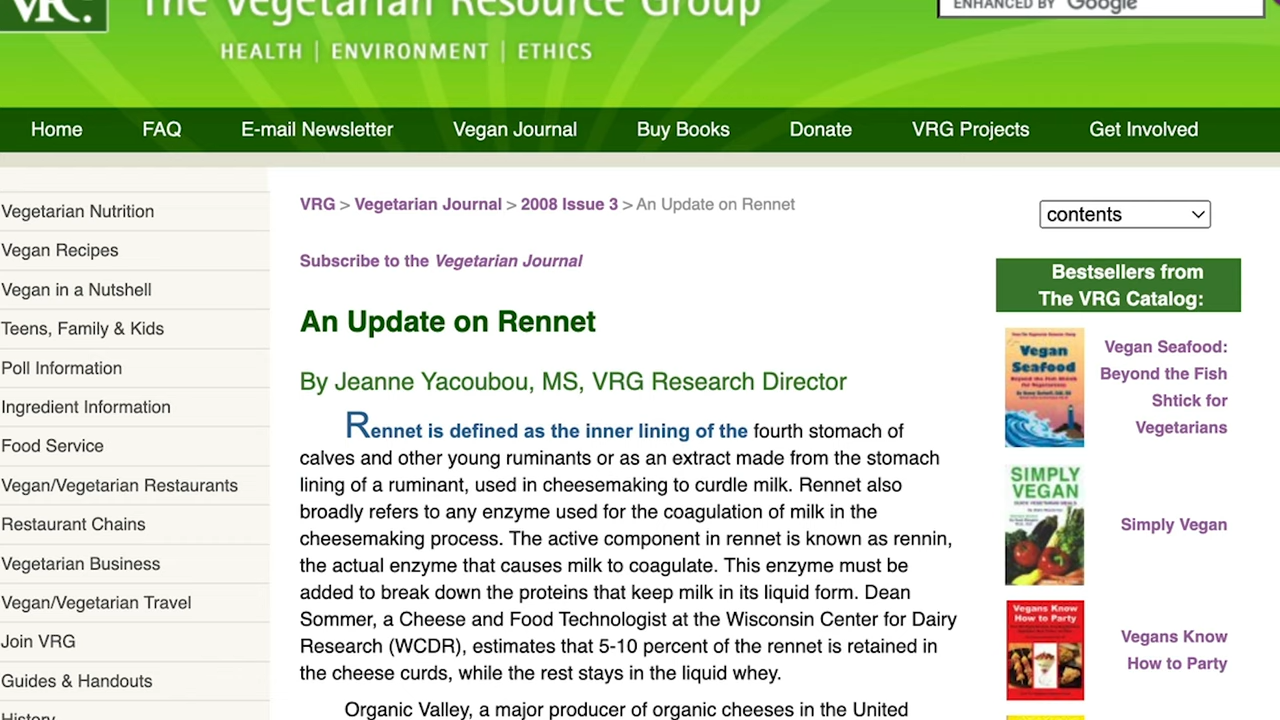 VRG.
The Vegetarian Resource Group
ENHANCED BY Google
HEALTH | ENVIRONMENT | ETHICS
Home FAQ E-mail Newsletter Vegan Journal Buy Books Donate VRG Projects Get Involved
Vegetarian Nutrition
Vegan Recipes
Vegan in a Nutshell
Teens, Family & Kids
Poll Information
Ingredient Information
Food Service
Vegan/Vegetarian Restaurants
Restaurant Chains
Vegetarian Business
Vegan/Vegetarian Travel
Join VRG
Guides & Handouts
History
VRG > Vegetarian Journal > 2008 Issue 3 > An Update on Rennet
Subscribe to the Vegetarian Journal
An Update on Rennet
By Jeanne Yacoubou, MS, VRG Research Director
Rennet is defined as the inner lining of the fourth stomach of
calves and other young ruminants or as an extract made from the stomach
lining of a ruminant, used in cheesemaking to curdle milk. Rennet also
broadly refers to any enzyme used for the coagulation of milk in the
cheesemaking process. The active component in rennet is known as rennin,
the actual enzyme that causes milk to coagulate. This enzyme must be
added to break down the proteins that keep milk in its liquid form. Dean
Sommer, a Cheese and Food Technologist at the Wisconsin Center for Dairy
Research (WCDR), estimates that 5-10 percent of the rennet is retained in
the cheese curds, while the rest stays in the liquid whey.
Organic Valley, a major producer of organic cheeses in the United
contents
Bestsellers from
The VRG Catalog:
Vegan
Seafood
Vegan Seafood:
Beyond the Fish
Shtick for
Vegetarians
SIMPLY
VEGAN
Simply Vegan
Vegans Know
How to Party
Vegans Know
How to Party